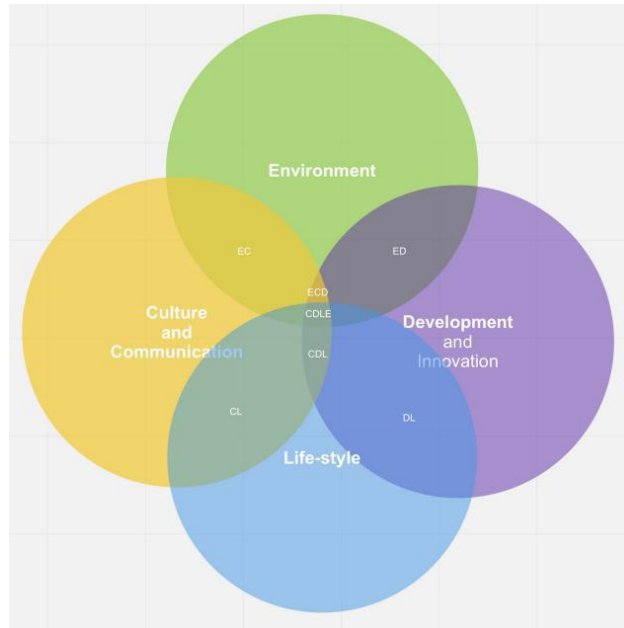 Environment
EC
ED
ECD
CDLE
Culture
and
Communication
Development
and
Innovation
CDL
CL
DL
Life-style